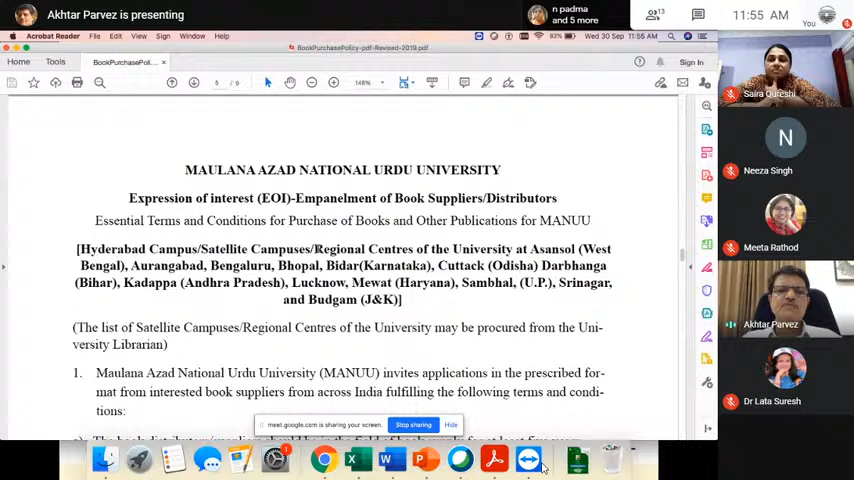 Akhtar Parvez is presenting
n padma
and 5 more
13
11:55 AM
You
Acrobat Reader File Edit View Sign Window Help
83% Wed 30 Sep 11:55 AM
BookPurchasePolicy-pdf-Revised-2019.pdf
Home Tools BookPurchasePoli... × Sign In
5 / 9
148%
MAULANA AZAD NATIONAL URDU UNIVERSITY
Expression of interest (EOI)-Empanelment of Book Suppliers/Distributors
Essential Terms and Conditions for Purchase of Books and Other Publications for MANUU
[Hyderabad Campus/Satellite Campuses/Regional Centres of the University at Asansol (West
Bengal), Aurangabad, Bengaluru, Bhopal, Bidar(Karnataka), Cuttack (Odisha) Darbhanga
(Bihar), Kadappa (Andhra Pradesh), Lucknow, Mewat (Haryana), Sambhal, (U.P.), Srinagar,
and Budgam (J&K)]
(The list of Satellite Campuses/Regional Centres of the University may be procured from the Uni-
versity Librarian)
1. Maulana Azad National Urdu University (MANUU) invites applications in the prescribed for-
mat from interested book suppliers from across India fulfilling the following terms and condi-
tions:
meet.google.com is sharing your screen. Stop sharing Hide
1
X
W
P
Saira Qureshi
N
Neeza Singh
Meeta Rathod
Akhtar Parvez
Dr Lata Suresh